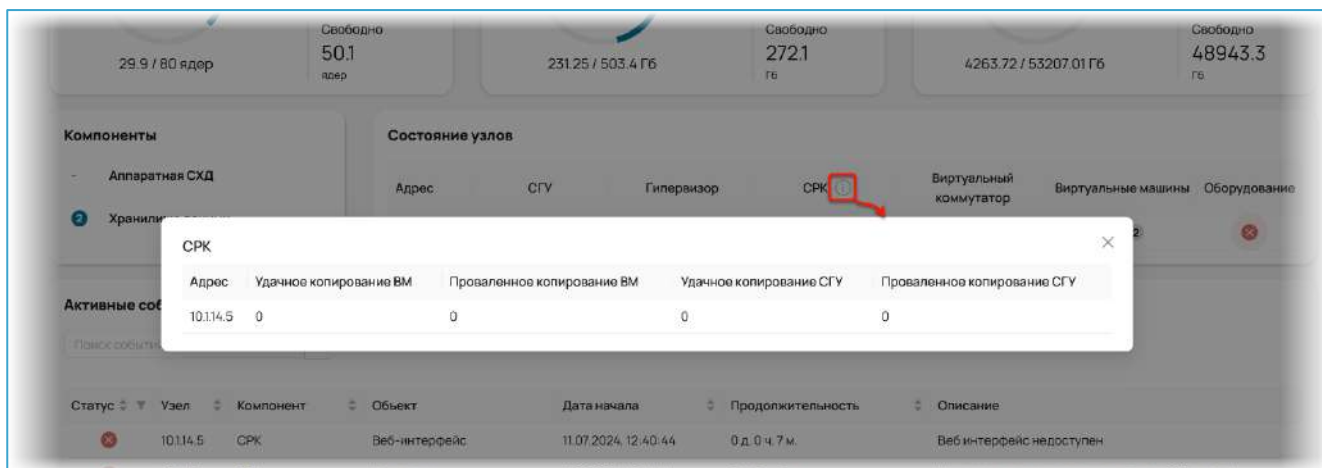 Свободно
50.1
ядер
29.9 / 80 ядер
Свободно
272.1
Гб
231.25 / 503.4 Гб
Свободно
48943.3
Гб
4263.72 / 53207.01 Гб
Компоненты
- Аппаратная СХД
2
Состояние узлов
Адрес СГУ Гипервизор СРК Виртуальный коммутатор Виртуальные машины Оборудование
2
СРК
Адрес Удачное копирование ВМ Проваленное копирование ВМ Удачное копирование СГУ Проваленное копирование СГУ
10.1.14.5 0 0 0 0
Активные
Поиск
Статус Узел Компонент Объект Дата начала Продолжительность Описание
10.1.14.5 СРК Веб-интерфейс 11.07.2024, 12:40:44 0 д. 0 ч. 7 м. Веб интерфейс недоступен